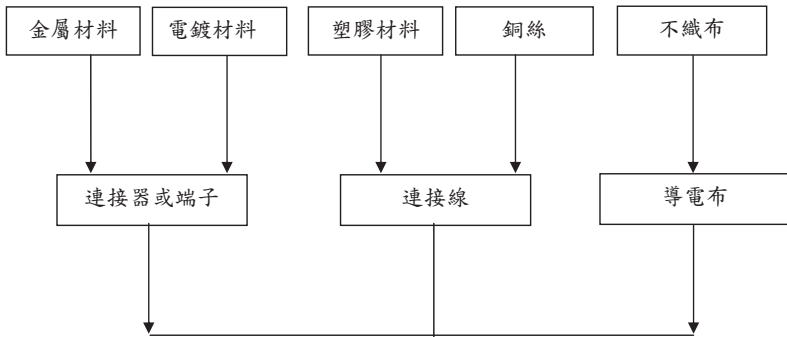 金屬材料
電鍍材料
塑膠材料
銅絲
不織布
連接器或端子
連接線
導電布